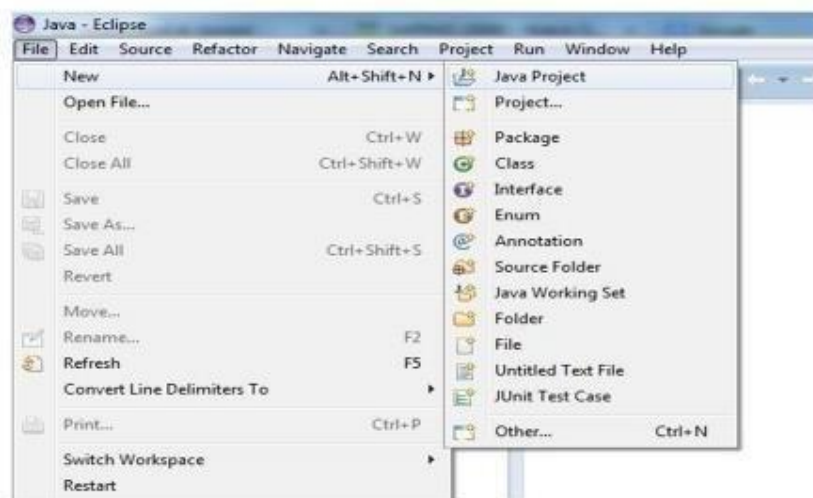 Java - Eclipse
File Edit Source Refactor Navigate Search Project Run Window Help
New Alt+Shift+N
Open File...
Close Ctrl+W
Close All Ctrl+Shift+W
Save Ctrl+S
Save As...
Save All Ctrl+Shift+S
Revert
Move...
Rename... F2
Refresh F5
Convert Line Delimiters To
Print... Ctrl+P
Switch Workspace
Restart
Java Project
Project...
Package
Class
Interface
Enum
Annotation
Source Folder
Java Working Set
Folder
File
Untitled Text File
JUnit Test Case
Other... Ctrl+N